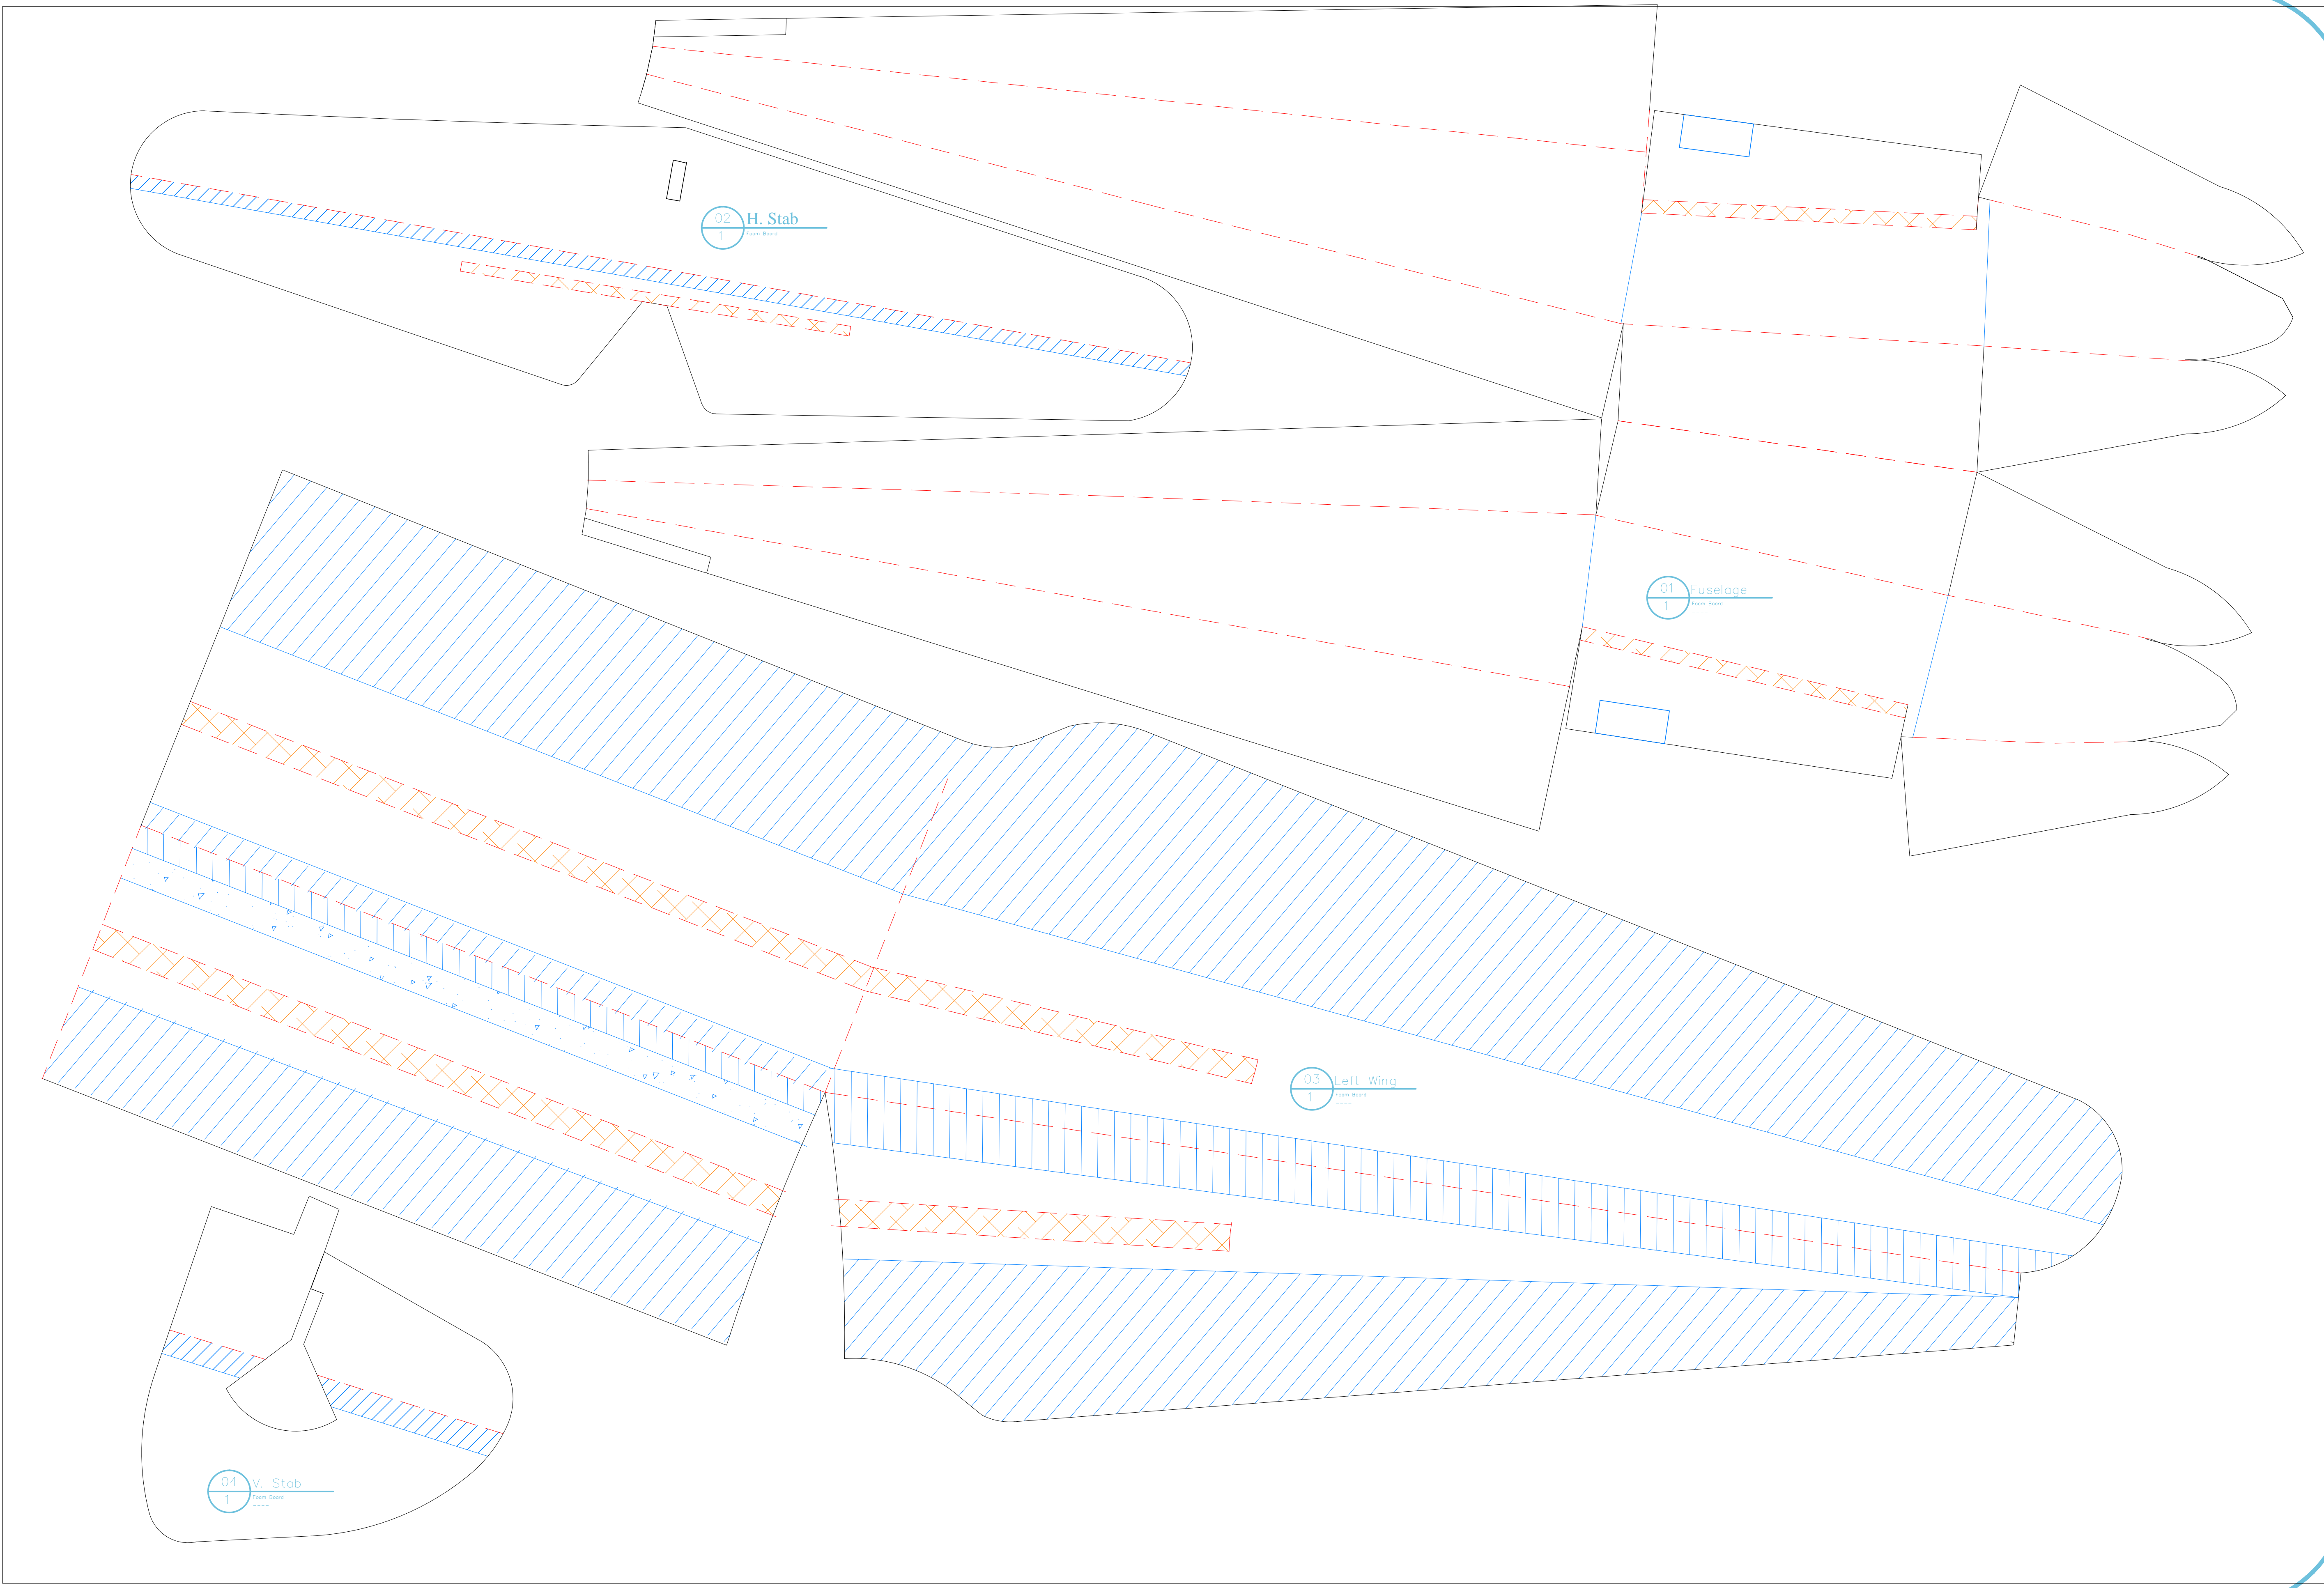 02
H. Stab
1
Foam Board
----
01
Fuselage
1
Foam Board
----
03
Left Wing
1
Foam Board
----
04
V. Stab
1
Foam Board
----